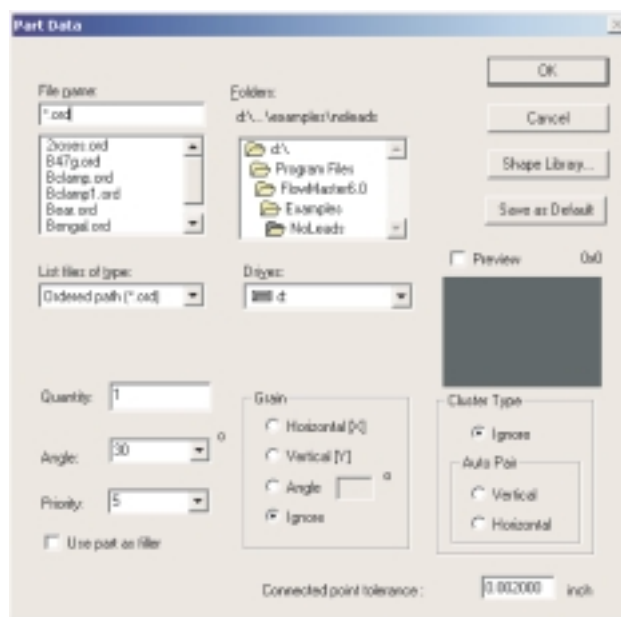 Part Data
File name:
*.ord
2roses.ord
B47g.ord
Bclamp.ord
Bclamp1.ord
Bear.ord
Bengal.ord
List files of type:
Ordered path (*.ord)
Folders:
d:\...\examples\noleads
d:\
Program Files
FlowMaster6.0
Examples
NoLeads
Drives:
d:
OK
Cancel
Shape Library...
Save as Default
Preview 0x0
Quantity: 1
Angle: 30 °
Priority: 5
Use part as filler
Grain
Horizontal [X]
Vertical [Y]
Angle °
Ignore
Cluster Type
Ignore
Auto Pair
Vertical
Horizontal
Connected point tolerance : 0.002000 inch